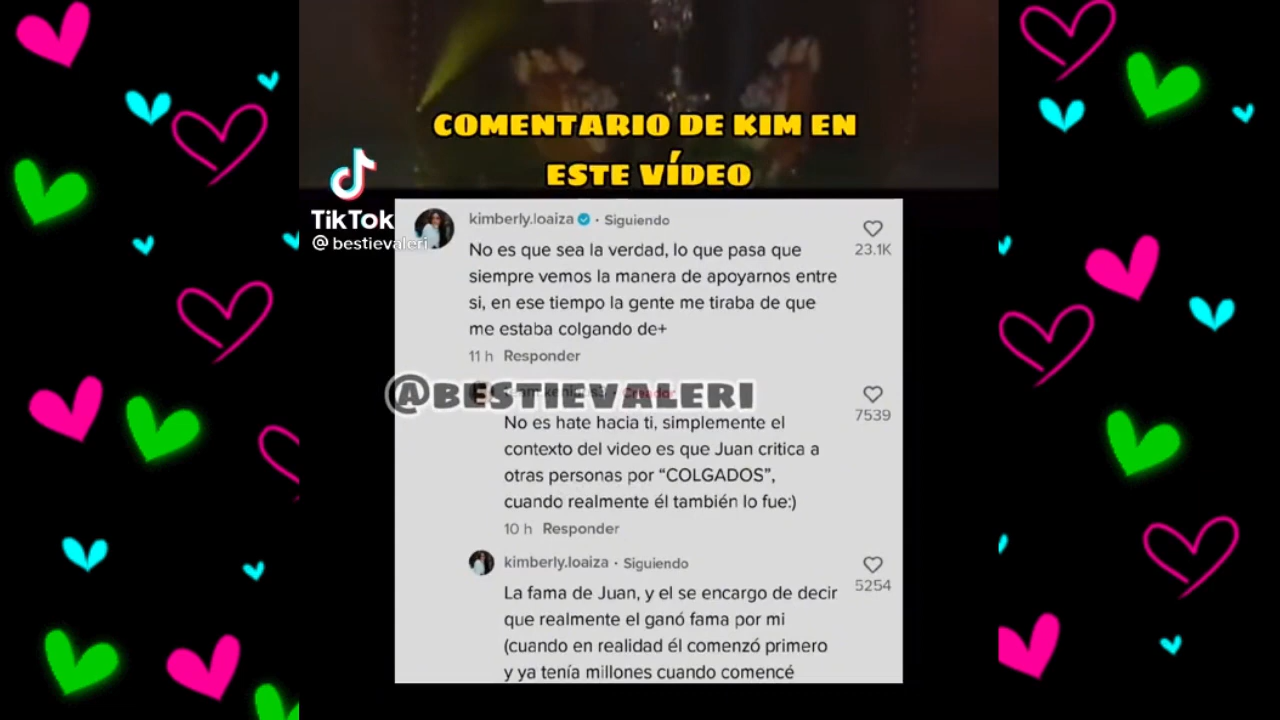 COMENTARIO DE KIM EN
ESTE VÍDEO
TikTok
@bestievaleri
kimberly.loaiza · Siguiendo
No es que sea la verdad, lo que pasa que
siempre vemos la manera de apoyarnos entre
si, en ese tiempo la gente me tiraba de que
me estaba colgando de+
23.1K
11 h Responder
@BESTIEVALERI
Creador
No es hate hacia ti, simplemente el
contexto del video es que Juan critica a
otras personas por “COLGADOS”,
cuando realmente él también lo fue:)
7539
10 h Responder
kimberly.loaiza · Siguiendo
La fama de Juan, y el se encargo de decir
que realmente el ganó fama por mi
(cuando en realidad él comenzó primero
y ya tenía millones cuando comencé
5254